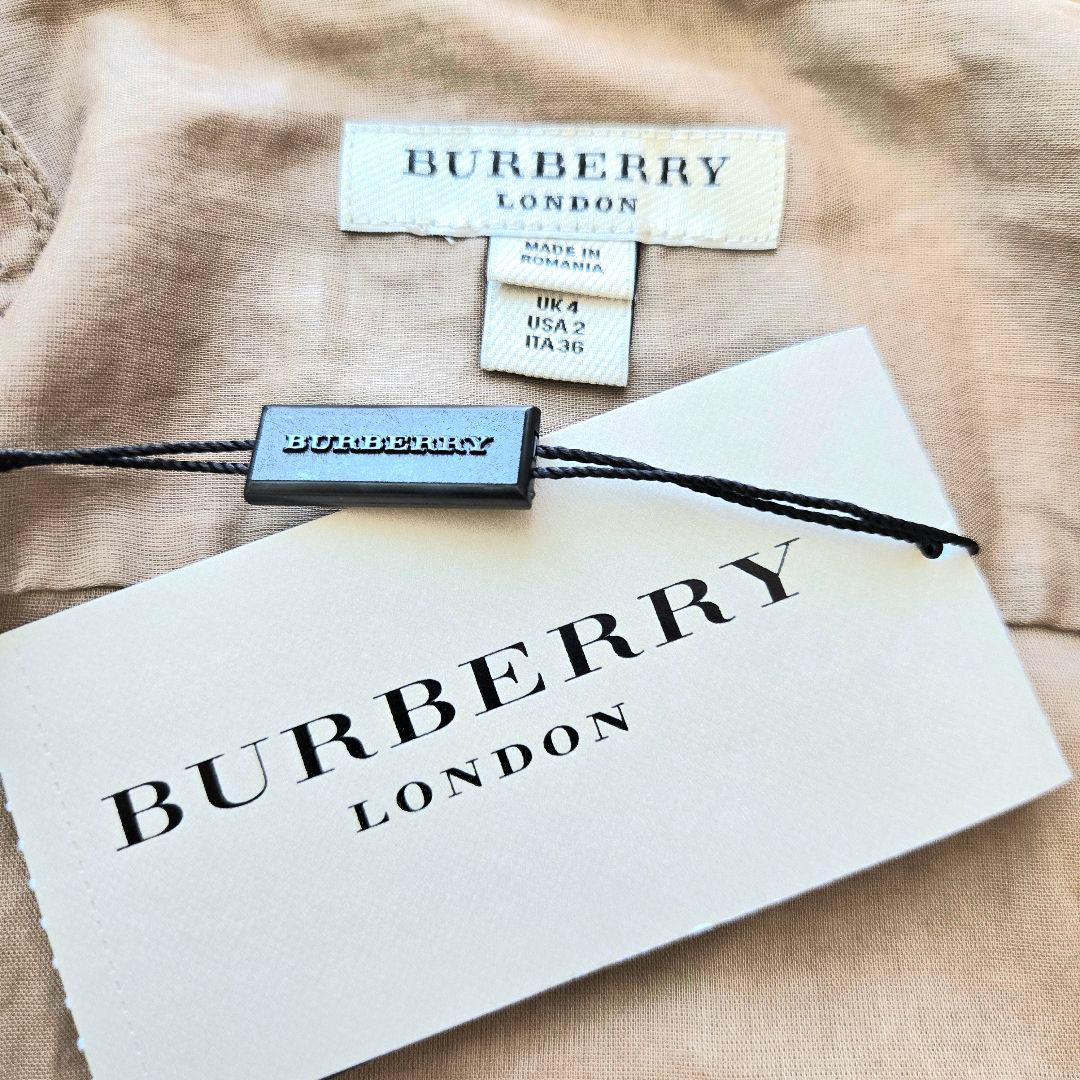 BURBERRY
LONDON
MADE IN
ROMANIA
UK 4
USA 2
ITA 36
BURBERRY
BURBERRY
LONDON